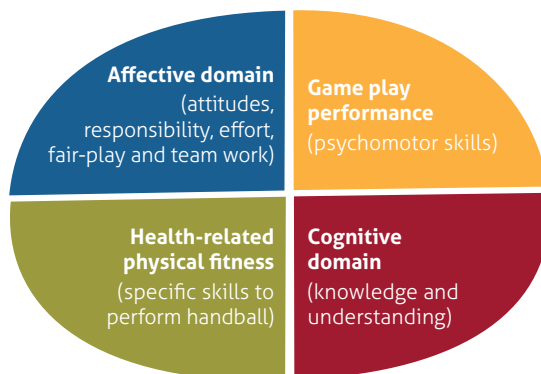 Affective domain
(attitudes,
responsibility, effort,
fair-play and team work)
Game play
performance
(psychomotor skills)
Health-related
physical fitness
(specific skills to
perform handball)
Cognitive
domain
(knowledge and
understanding)